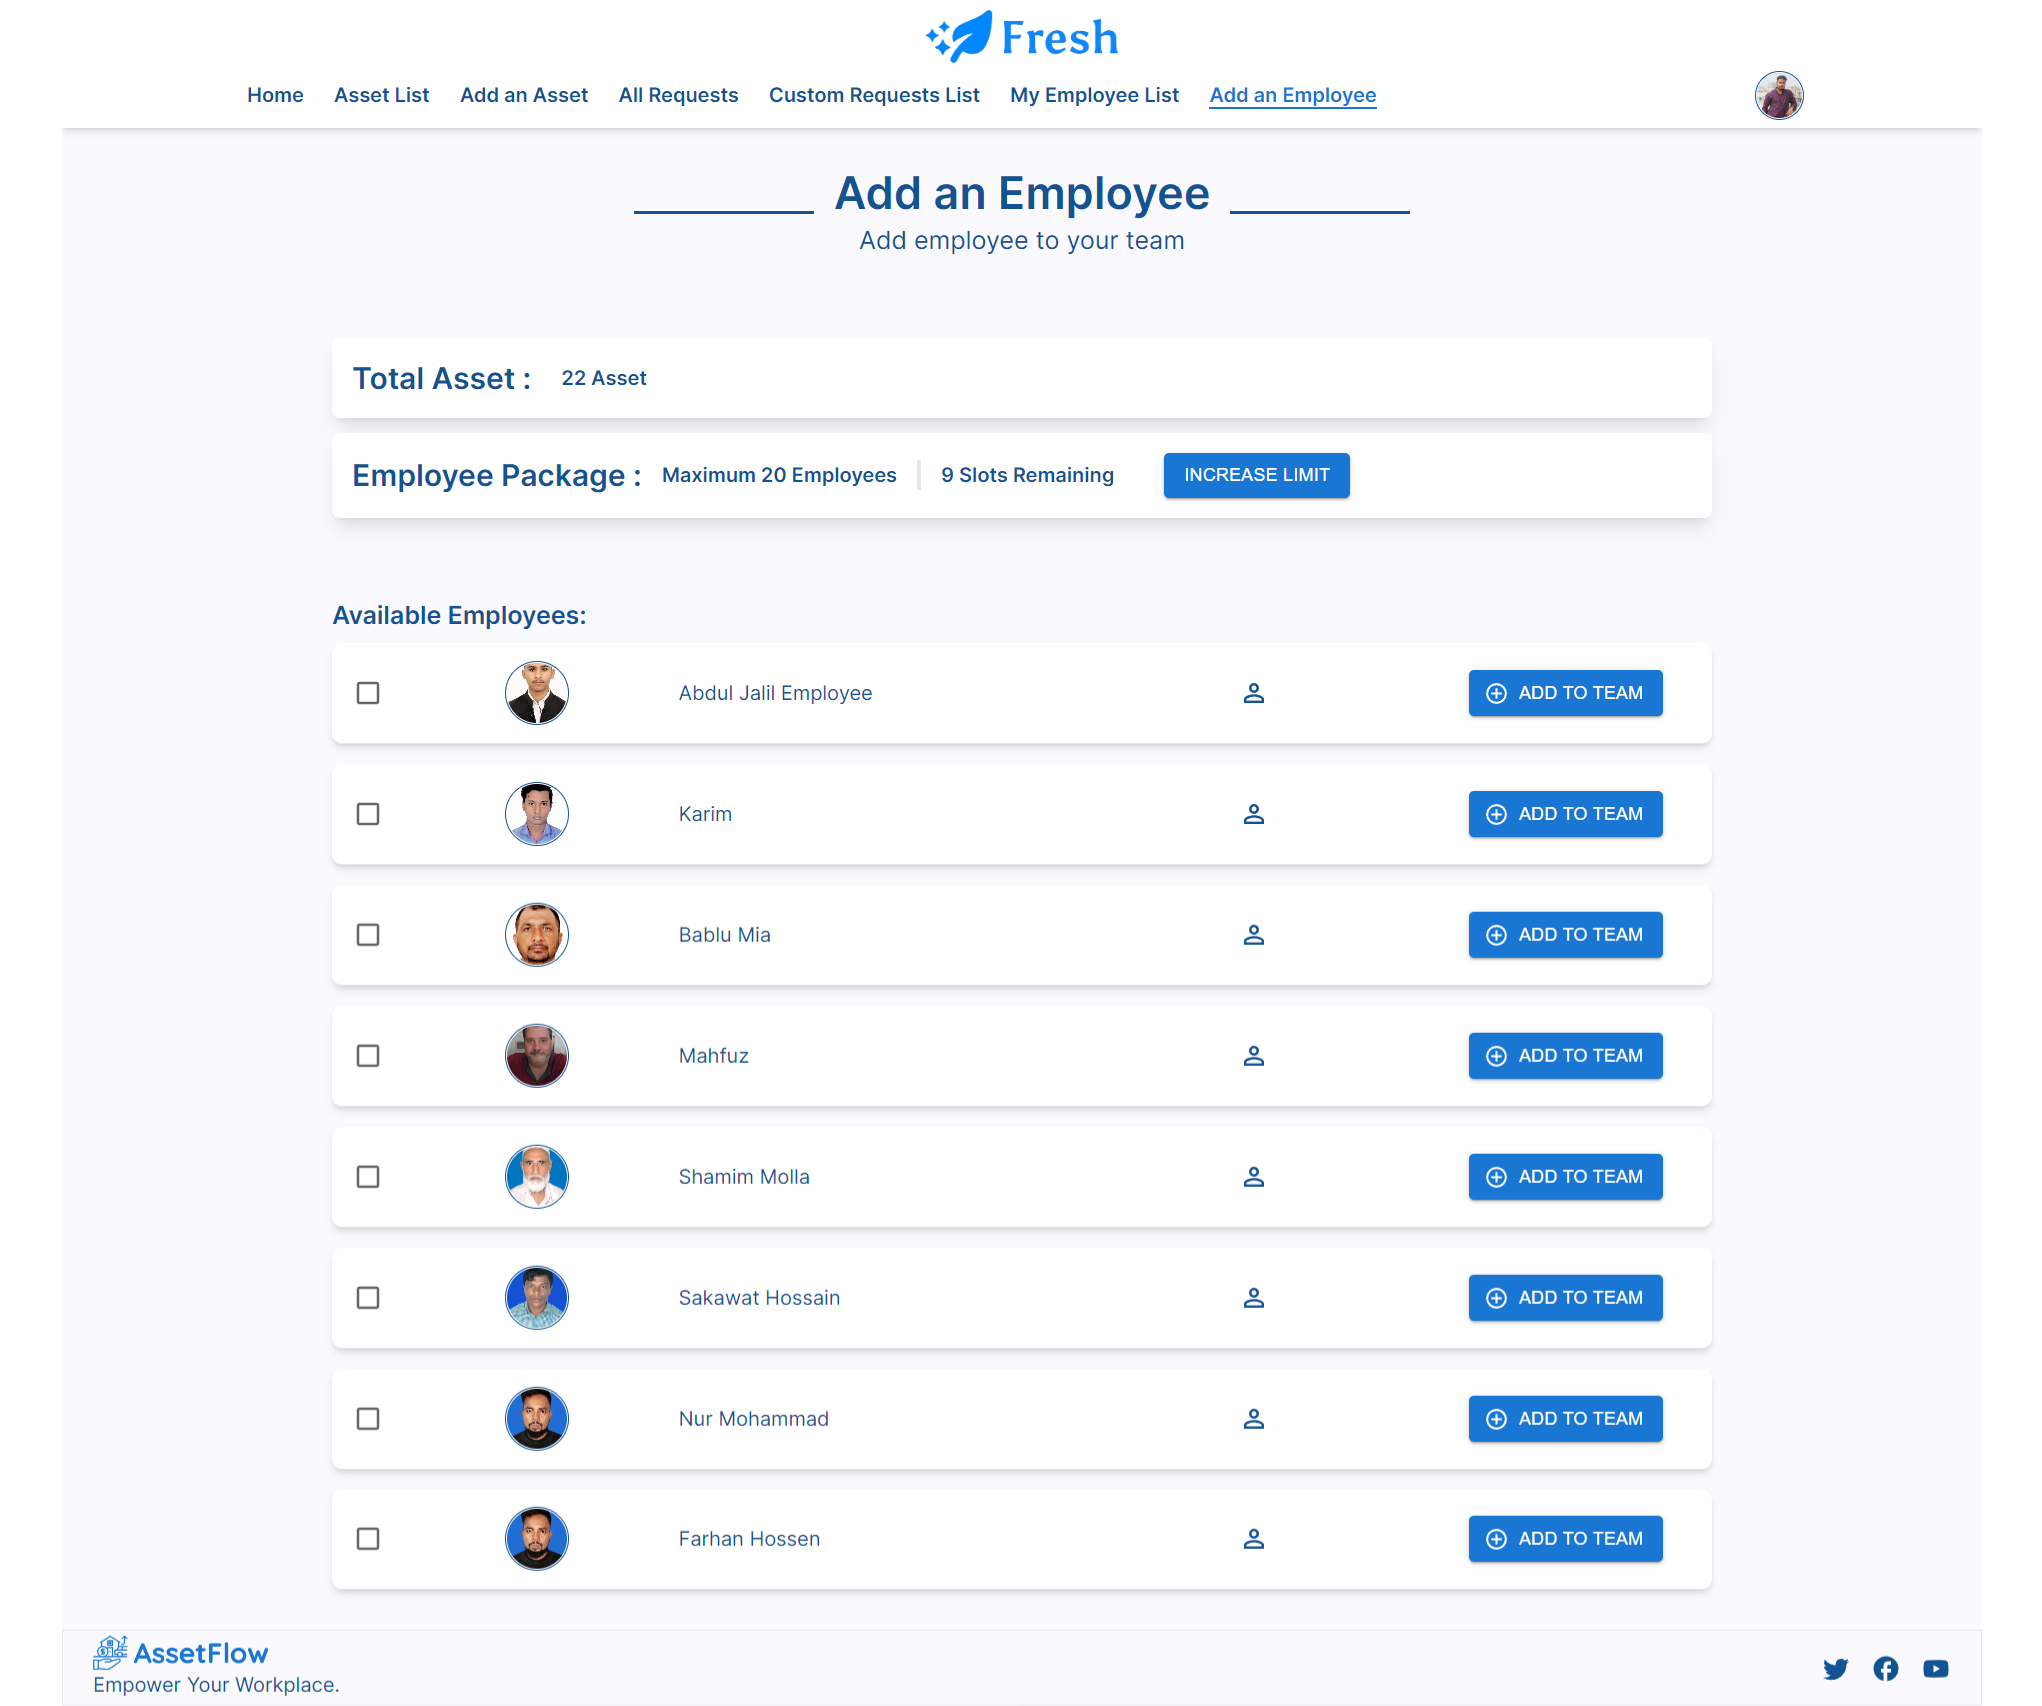 Fresh
Home Asset List Add an Asset All Requests Custom Requests List My Employee List Add an Employee
Add an Employee
Add employee to your team
Total Asset : 22 Asset
Employee Package : Maximum 20 Employees 9 Slots Remaining INCREASE LIMIT
Available Employees:
Abdul Jalil Employee ADD TO TEAM
Karim ADD TO TEAM
Bablu Mia ADD TO TEAM
Mahfuz ADD TO TEAM
Shamim Molla ADD TO TEAM
Sakawat Hossain ADD TO TEAM
Nur Mohammad ADD TO TEAM
Farhan Hossen ADD TO TEAM
AssetFlow
Empower Your Workplace.